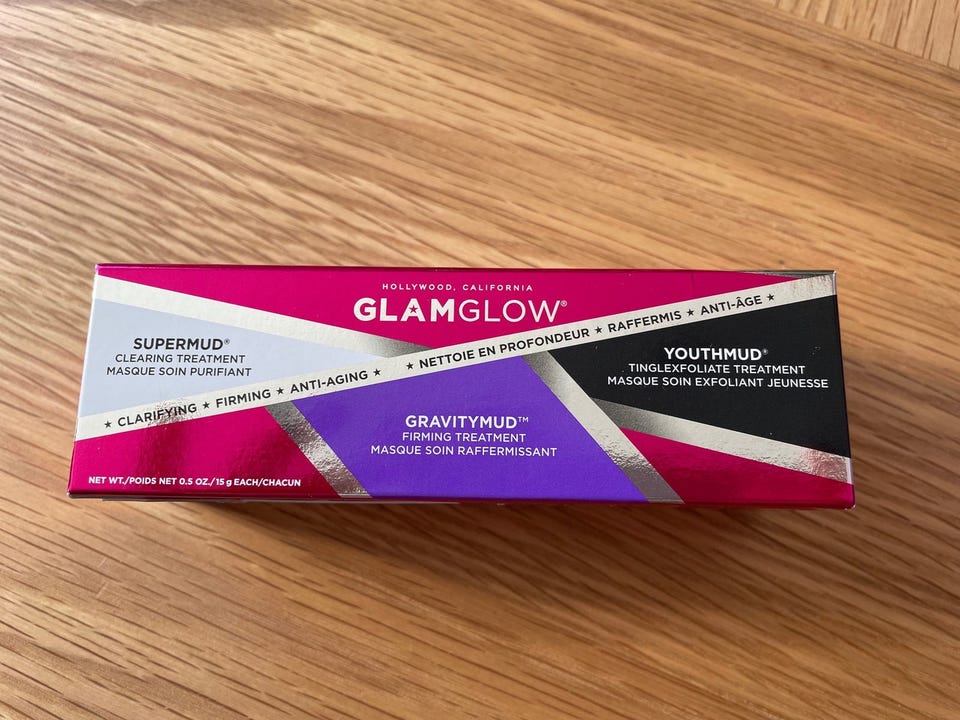 HOLLYWOOD, CALIFORNIA
GLAMGLOW®
SUPERMUD®
CLEARING TREATMENT
MASQUE SOIN PURIFIANT
★ CLARIFYING ★ FIRMING ★ ANTI-AGING ★ ★ NETTOIE EN PROFONDEUR ★ RAFFERMIS ★ ANTI-ÂGE ★
YOUTHMUD®
TINGLEXFOLIATE TREATMENT
MASQUE SOIN EXFOLIANT JEUNESSE
GRAVITYMUD™
FIRMING TREATMENT
MASQUE SOIN RAFFERMISSANT
NET WT./POIDS NET 0.5 OZ./15 g EACH/CHACUN